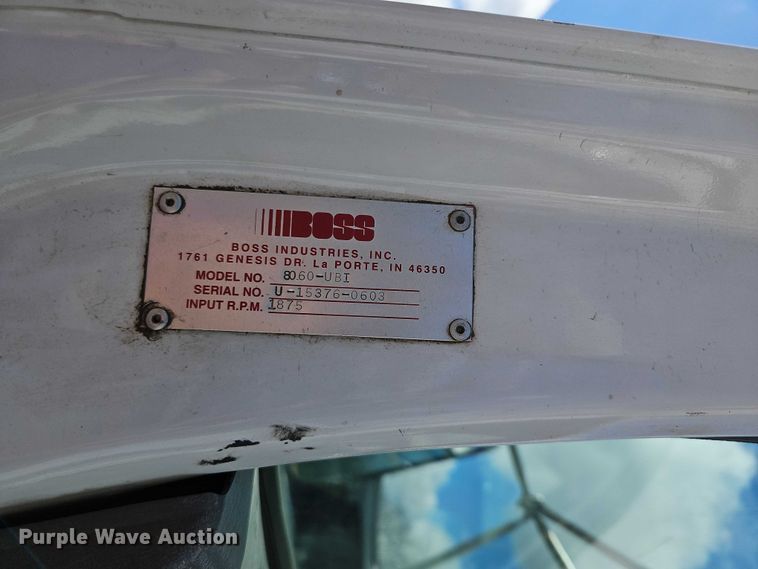 BOSS
BOSS INDUSTRIES, INC.
1761 GENESIS DR. La PORTE, IN 46350
MODEL NO. 8060-UBI
SERIAL NO. U-15376-0603
INPUT R.P.M. 1875
Purple Wave Auction®